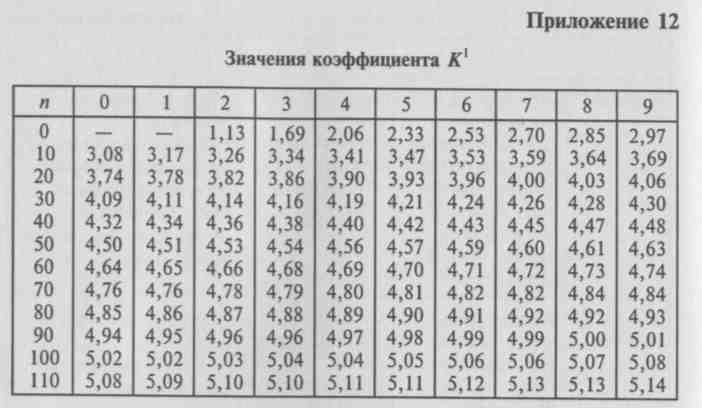 Приложение 12
Значения коэффициента K¹
n 0 1 2 3 4 5 6 7 8 9
0 — — 1,13 1,69 2,06 2,33 2,53 2,70 2,85 2,97
10 3,08 3,17 3,26 3,34 3,41 3,47 3,53 3,59 3,64 3,69
20 3,74 3,78 3,82 3,86 3,90 3,93 3,96 4,00 4,03 4,06
30 4,09 4,11 4,14 4,16 4,19 4,21 4,24 4,26 4,28 4,30
40 4,32 4,34 4,36 4,38 4,40 4,42 4,43 4,45 4,47 4,48
50 4,50 4,51 4,53 4,54 4,56 4,57 4,59 4,60 4,61 4,63
60 4,64 4,65 4,66 4,68 4,69 4,70 4,71 4,72 4,73 4,74
70 4,76 4,76 4,78 4,79 4,80 4,81 4,82 4,82 4,84 4,84
80 4,85 4,86 4,87 4,88 4,89 4,90 4,91 4,92 4,92 4,93
90 4,94 4,95 4,96 4,96 4,97 4,98 4,99 4,99 5,00 5,01
100 5,02 5,02 5,03 5,04 5,04 5,05 5,06 5,06 5,07 5,08
110 5,08 5,09 5,10 5,10 5,11 5,11 5,12 5,13 5,13 5,14